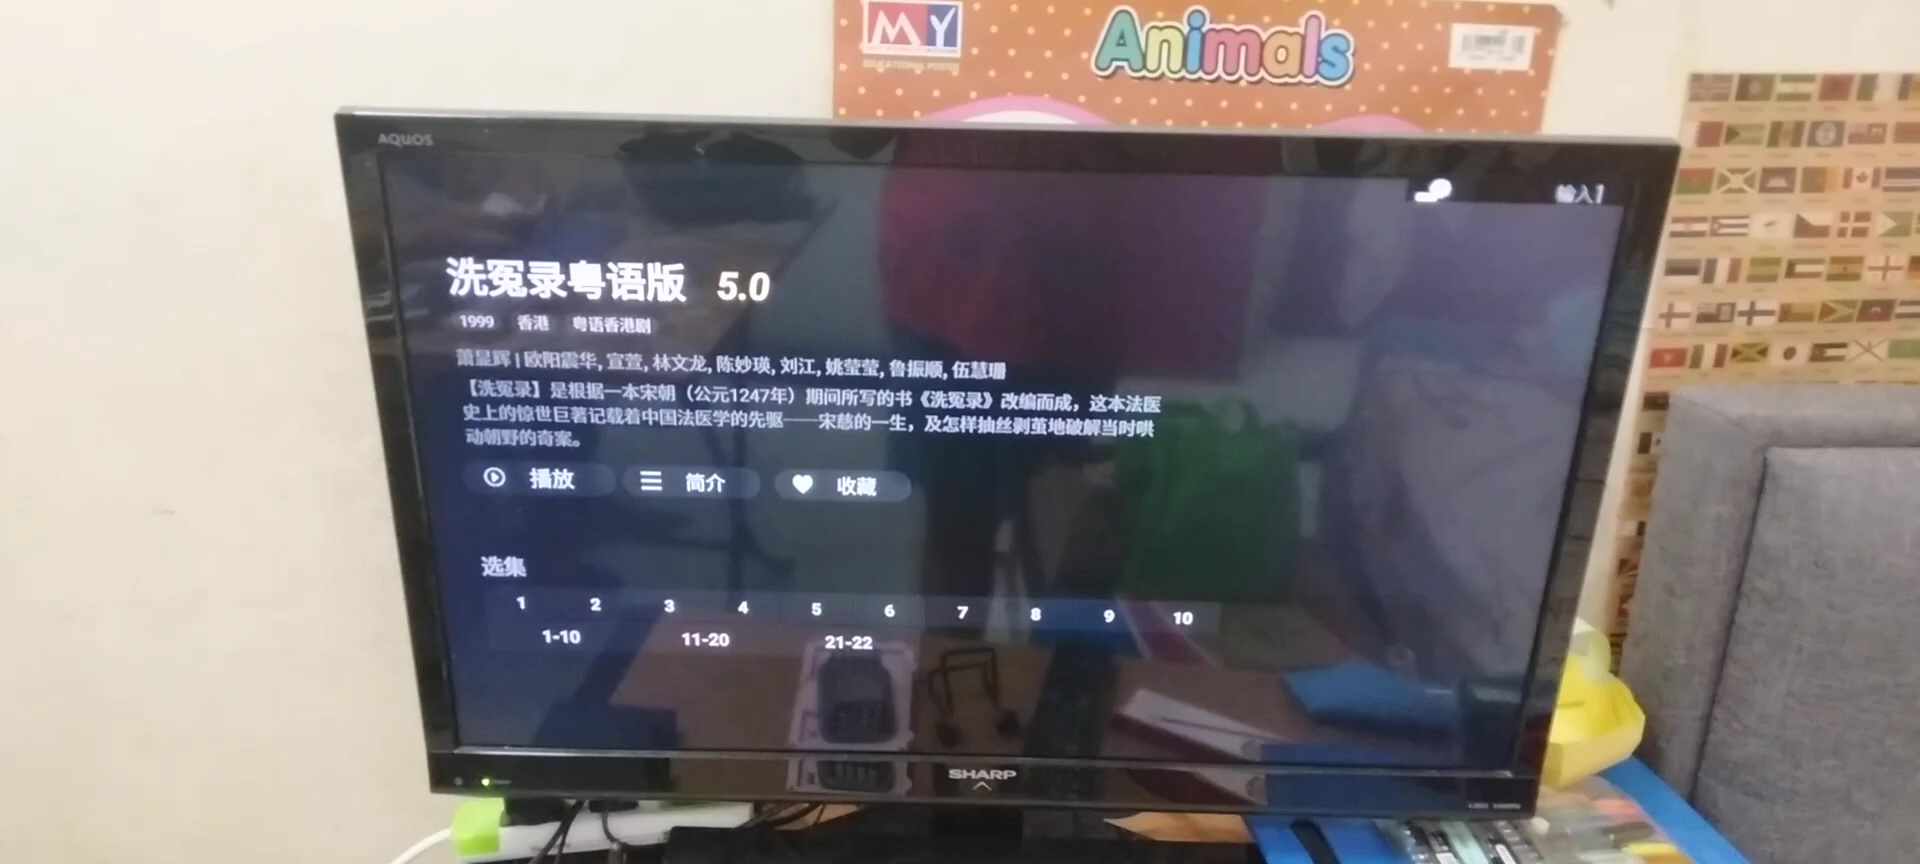 MY
EDUCATIONAL POSTER
Animals
AQUOS
输入1
洗冤录粤语版 5.0
1999 香港 粤语香港剧
萧显辉 | 欧阳震华, 宣萱, 林文龙, 陈妙瑛, 刘江, 姚莹莹, 鲁振顺, 伍慧珊
【洗冤录】是根据一本宋朝（公元1247年）期间所写的书《洗冤录》改编而成，这本法医
史上的惊世巨著记载着中国法医学的先驱——宋慈的一生，及怎样抽丝剥茧地破解当时哄
动朝野的奇案。
播放 简介 收藏
选集
1 2 3 4 5 6 7 8 9 10
1-10 11-20 21-22
SHARP